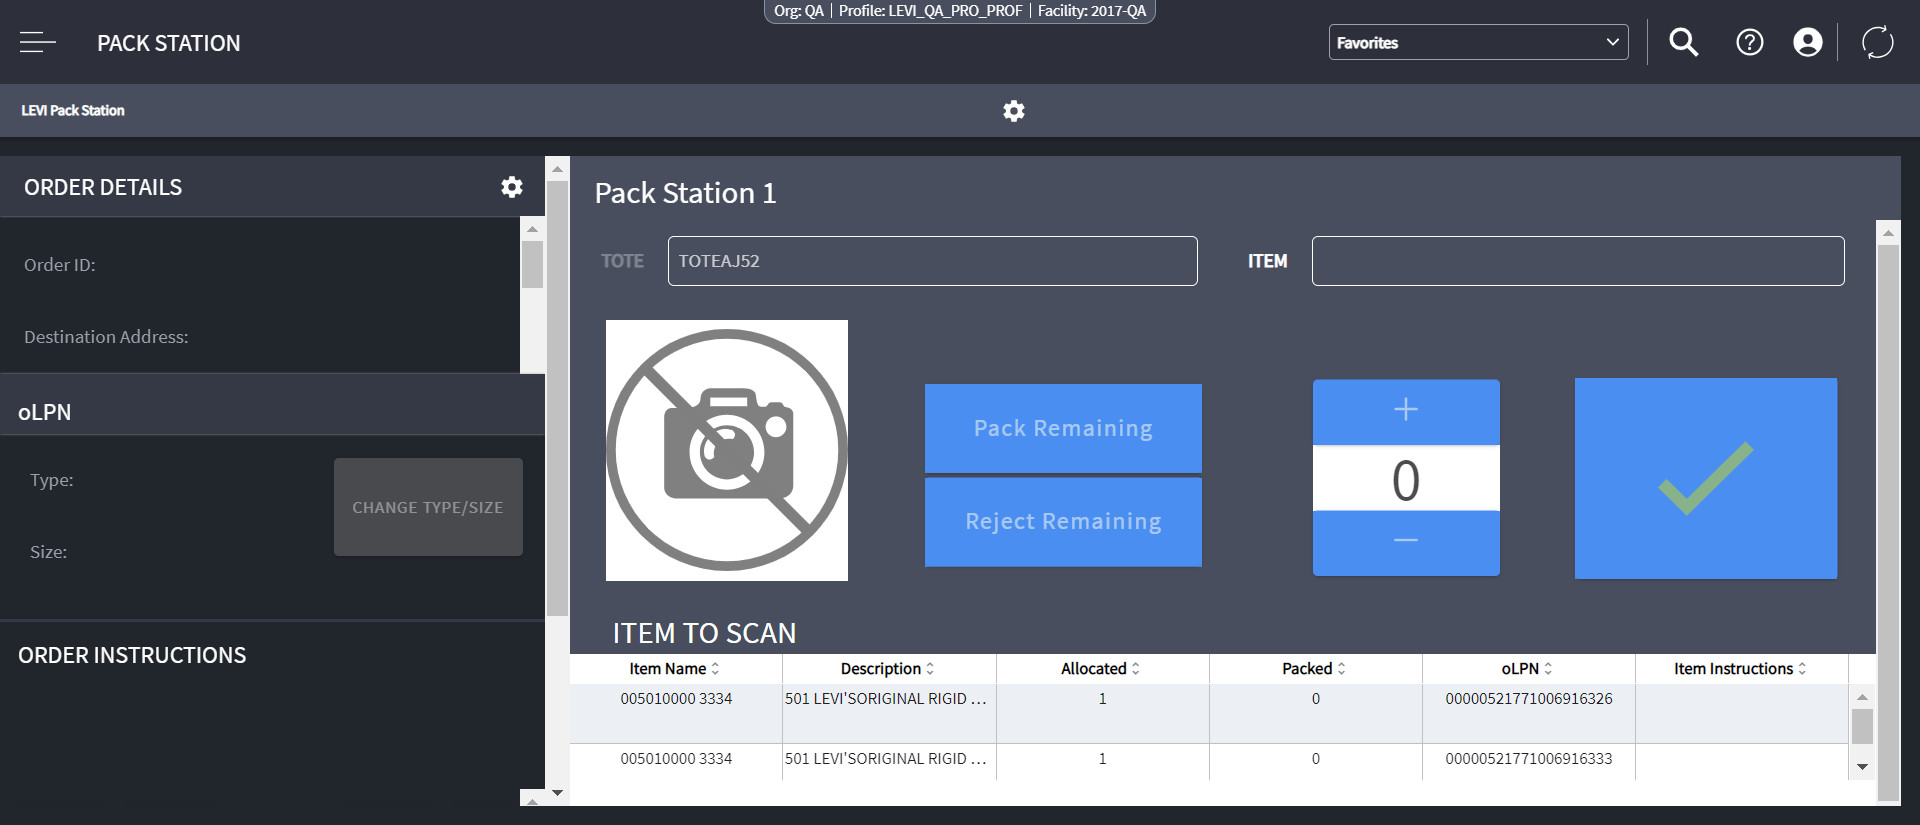 Org: QA | Profile: LEVI_QA_PRO_PROF | Facility: 2017-QA
PACK STATION
Favorites
LEVI Pack Station
ORDER DETAILS
Order ID:
Destination Address:
oLPN
Type:
CHANGE TYPE/SIZE
Size:
ORDER INSTRUCTIONS
Pack Station 1
TOTE TOTEAJ52 ITEM
Pack Remaining
Reject Remaining
+
0
−
ITEM TO SCAN
Item Name Description Allocated Packed oLPN Item Instructions
005010000 3334 501 LEVI'SORIGINAL RIGID ... 1 0 00000521771006916326
005010000 3334 501 LEVI'SORIGINAL RIGID ... 1 0 00000521771006916333